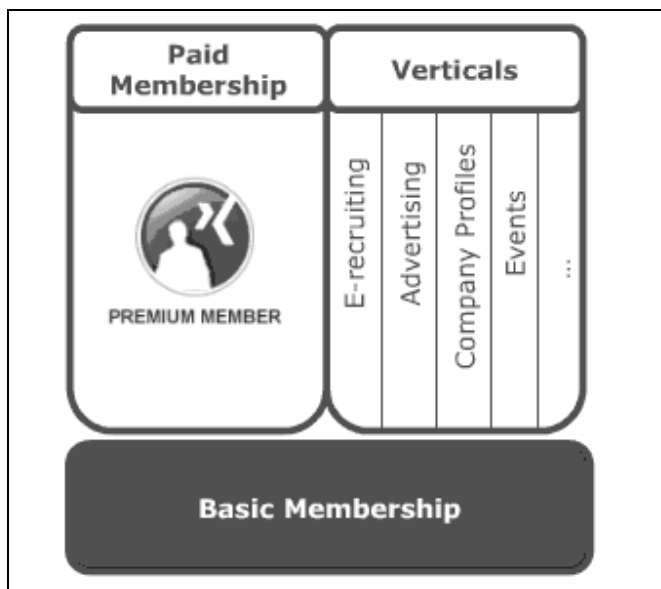 Paid
Membership
Verticals
PREMIUM MEMBER
E-recruiting
Advertising
Company Profiles
Events
...
Basic Membership